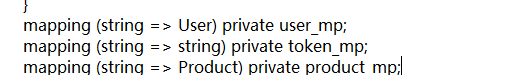 }
mapping (string => User) private user_mp;
mapping (string => string) private token_mp;
mapping (string => Product) private product_mp;